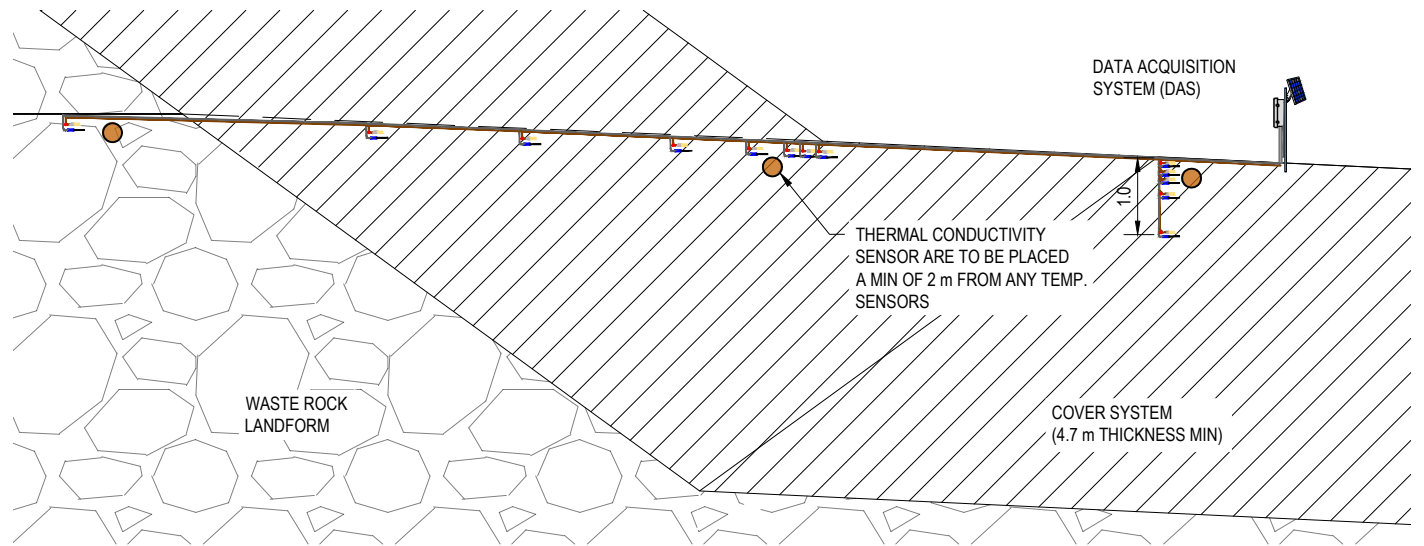 DATA ACQUISITION
SYSTEM (DAS)
1.0
THERMAL CONDUCTIVITY
SENSOR ARE TO BE PLACED
A MIN OF 2 m FROM ANY TEMP.
SENSORS
WASTE ROCK
LANDFORM
COVER SYSTEM
(4.7 m THICKNESS MIN)